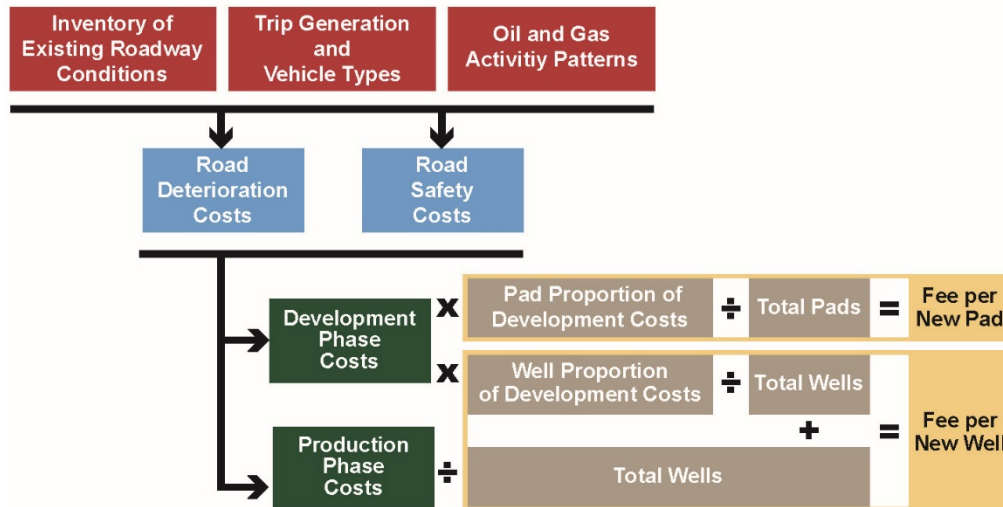 Inventory of
Existing Roadway
Conditions
Trip Generation
and
Vehicle Types
Oil and Gas
Activitiy Patterns
Road
Deterioration
Costs
Road
Safety
Costs
Development
Phase
Costs
x
Pad Proportion of
Development Costs
÷
Total Pads
=
Fee per
New Pad
x
Well Proportion
of Development Costs
÷
Total Wells
+
=
Fee per
New Well
Production
Phase
Costs
÷
Total Wells